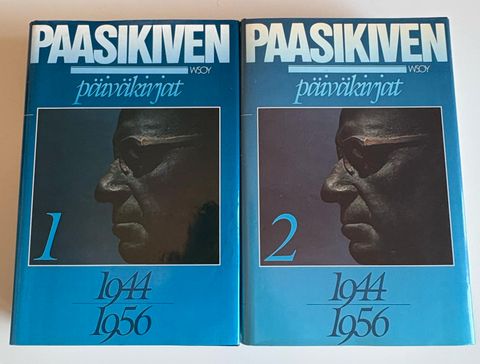 PAASIKIVEN
WSOY
päiväkirjat
1
1944
1956
PAASIKIVEN
WSOY
päiväkirjat
2
1944
1956